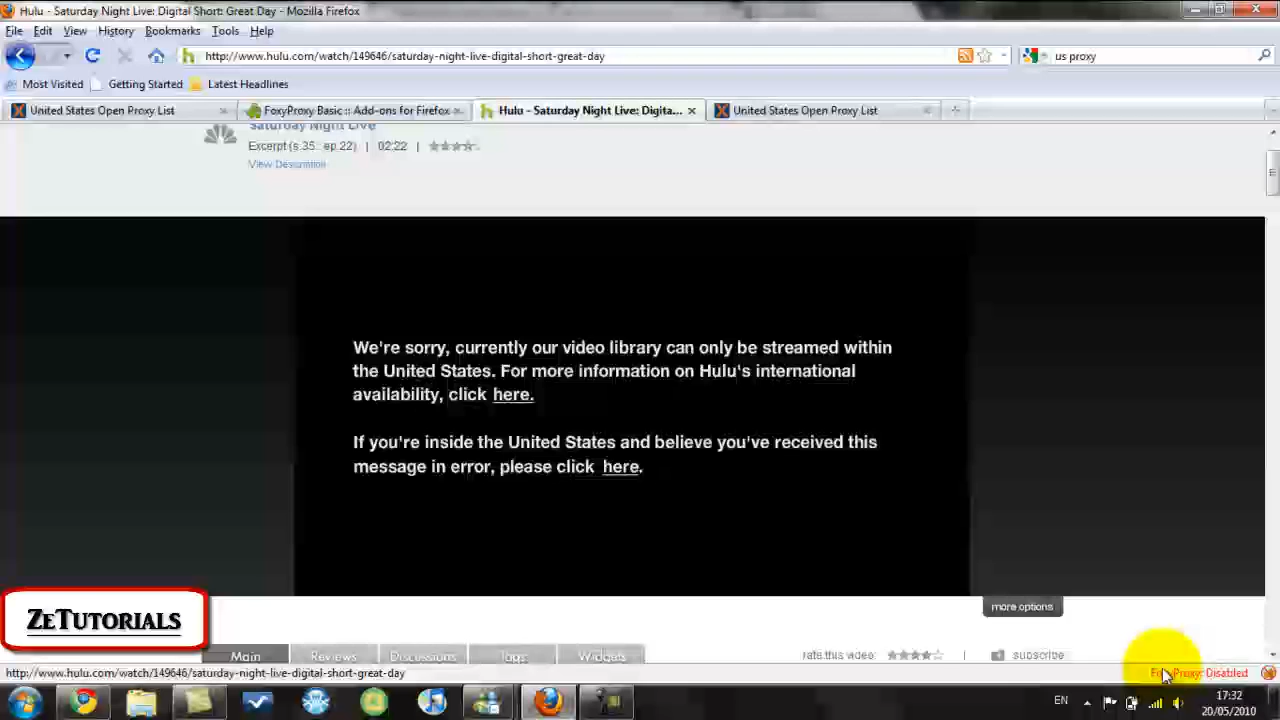 Hulu - Saturday Night Live: Digital Short: Great Day - Mozilla Firefox
File Edit View History Bookmarks Tools Help
http://www.hulu.com/watch/149646/saturday-night-live-digital-short-great-day
us proxy
Most Visited Getting Started Latest Headlines
United States Open Proxy List
FoxyProxy Basic :: Add-ons for Firefox
Hulu - Saturday Night Live: Digita...
United States Open Proxy List
Saturday Night Live
Excerpt (s.35 : ep.22) | 02:22 |
View Description
We're sorry, currently our video library can only be streamed within
the United States. For more information on Hulu's international
availability, click here.
If you're inside the United States and believe you've received this
message in error, please click here.
more options
ZeTutorials
Main Reviews Discussions Tags Widgets
rate this video: | subscribe
http://www.hulu.com/watch/149646/saturday-night-live-digital-short-great-day
FoxyProxy: Disabled
EN
17:32
20/05/2010